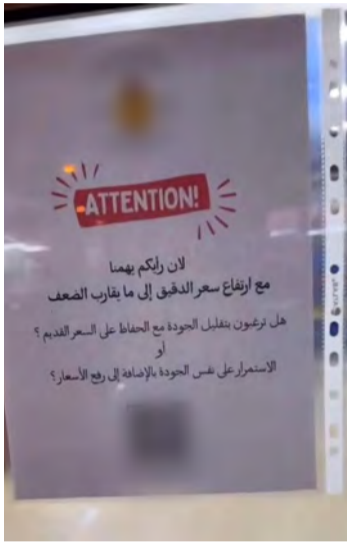 ATTENTION!
لان رأيكم يهمنا
مع ارتفاع سعر الدقيق إلى ما يقارب الضعف
هل ترغبون بتقليل الجودة مع الحفاظ على السعر القديم ؟
أو
الاستمرار على نفس الجودة بالإضافة إلى رفع الأسعار؟